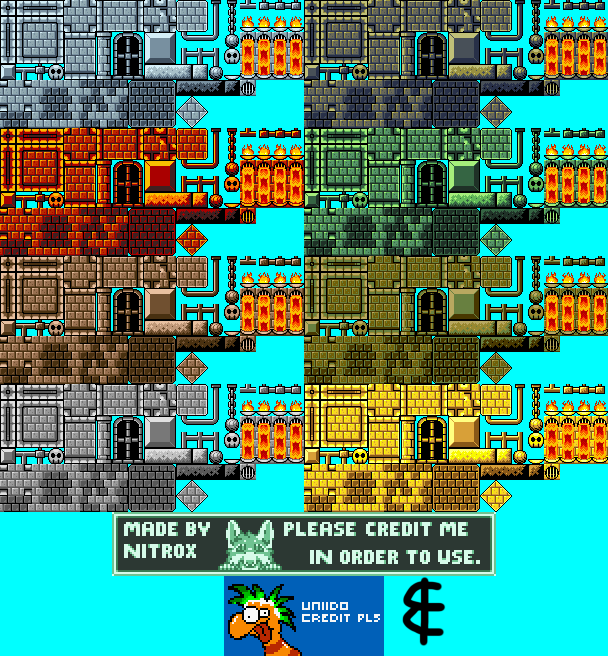 MADE BY
NITROX
PLEASE CREDIT ME
IN ORDER TO USE.
UNIIDO
CREDIT PLS